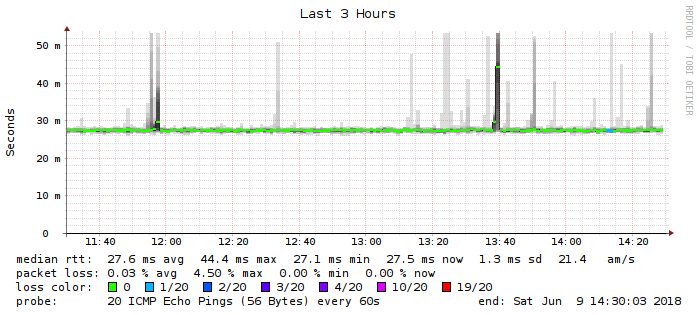 Last 3 Hours
RRDTOOL / TOBI OETIKER
Seconds
50 m
40 m
30 m
20 m
10 m
0
11:40 12:00 12:20 12:40 13:00 13:20 13:40 14:00 14:20
median rtt: 27.6 ms avg 44.4 ms max 27.1 ms min 27.5 ms now 1.3 ms sd 21.4 am/s
packet loss: 0.03 % avg 4.50 % max 0.00 % min 0.00 % now
loss color: 0 1/20 2/20 3/20 4/20 10/20 19/20
probe: 20 ICMP Echo Pings (56 Bytes) every 60s end: Sat Jun 9 14:30:03 2018